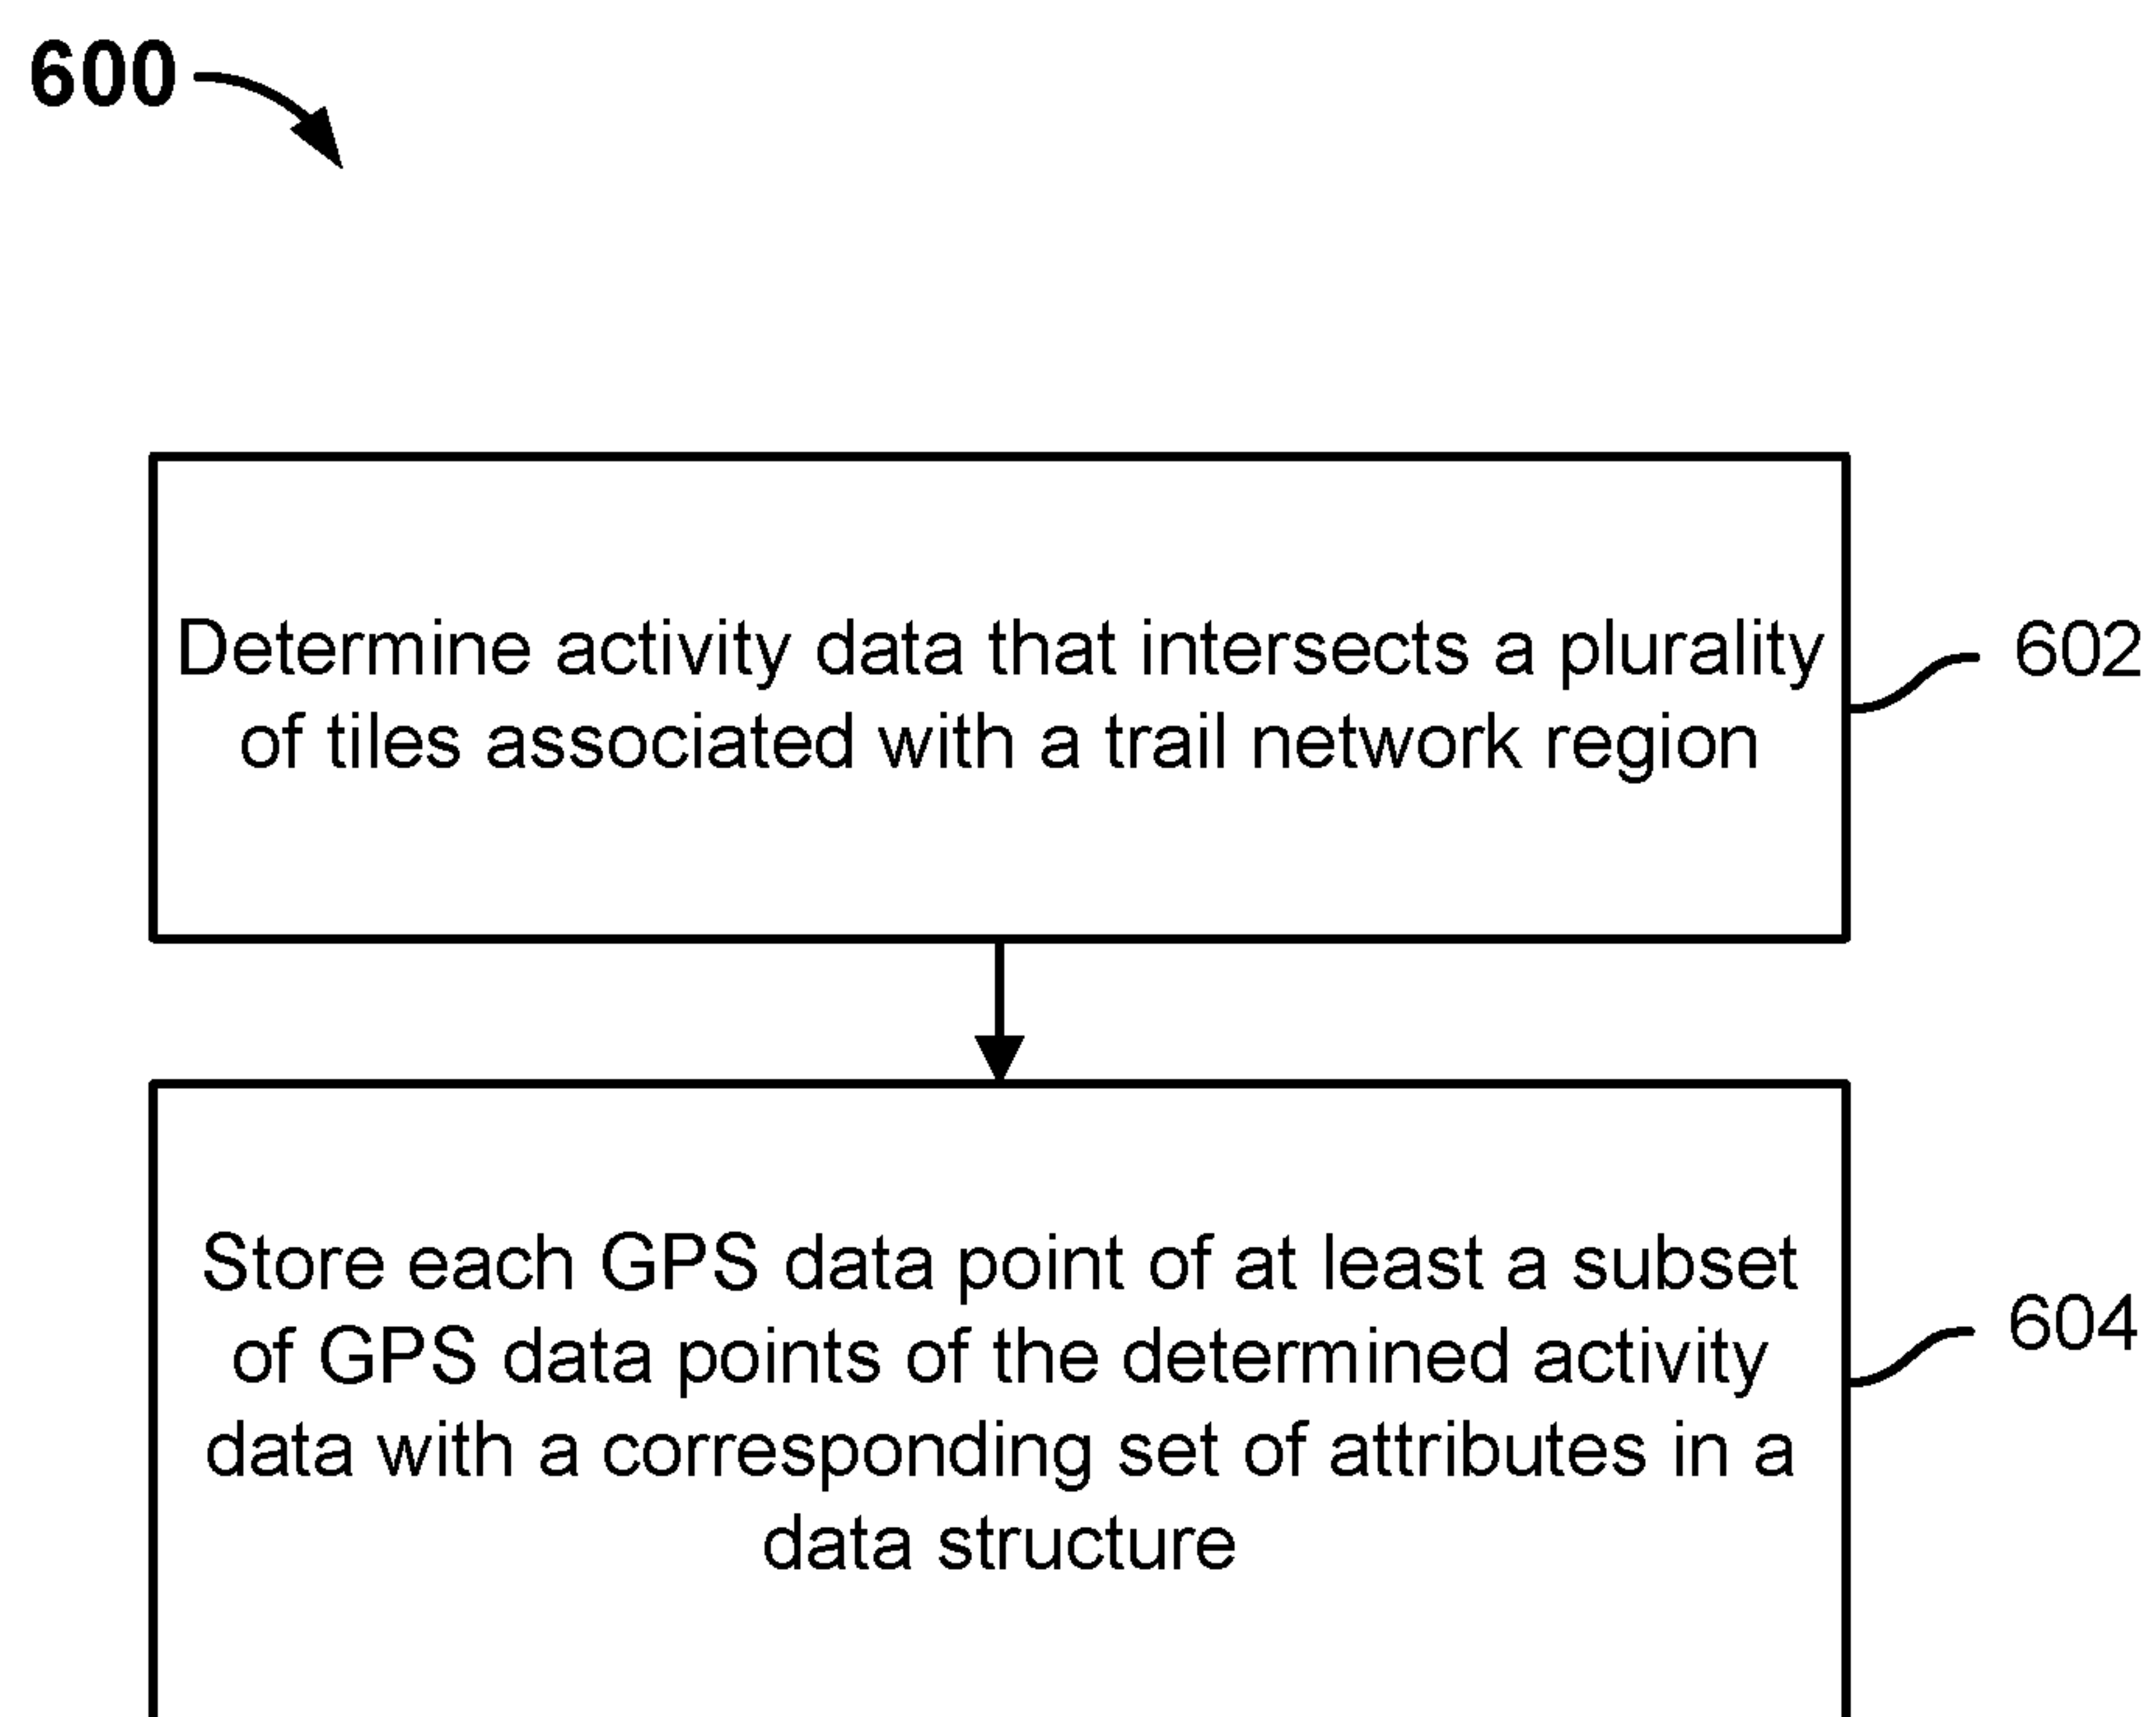 600
Determine activity data that intersects a plurality
of tiles associated with a trail network region
602
Store each GPS data point of at least a subset
of GPS data points of the determined activity
data with a corresponding set of attributes in a
data structure
604